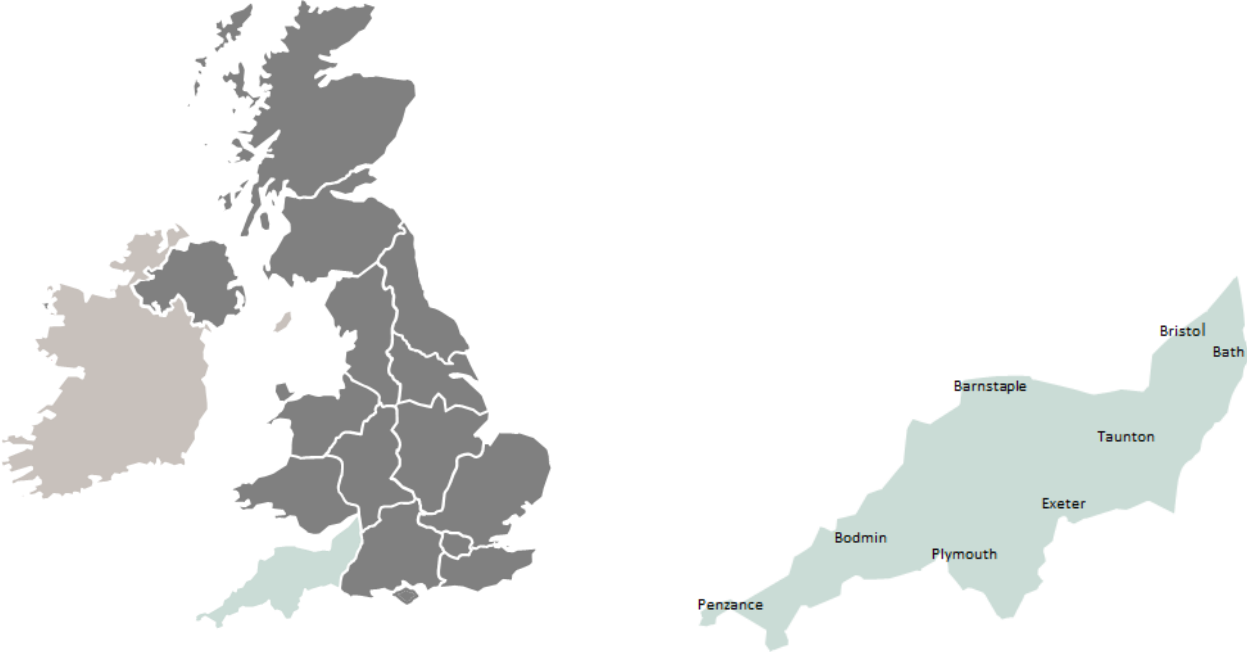 Bristol
Bath
Barnstaple
Taunton
Exeter
Bodmin
Plymouth
Penzance